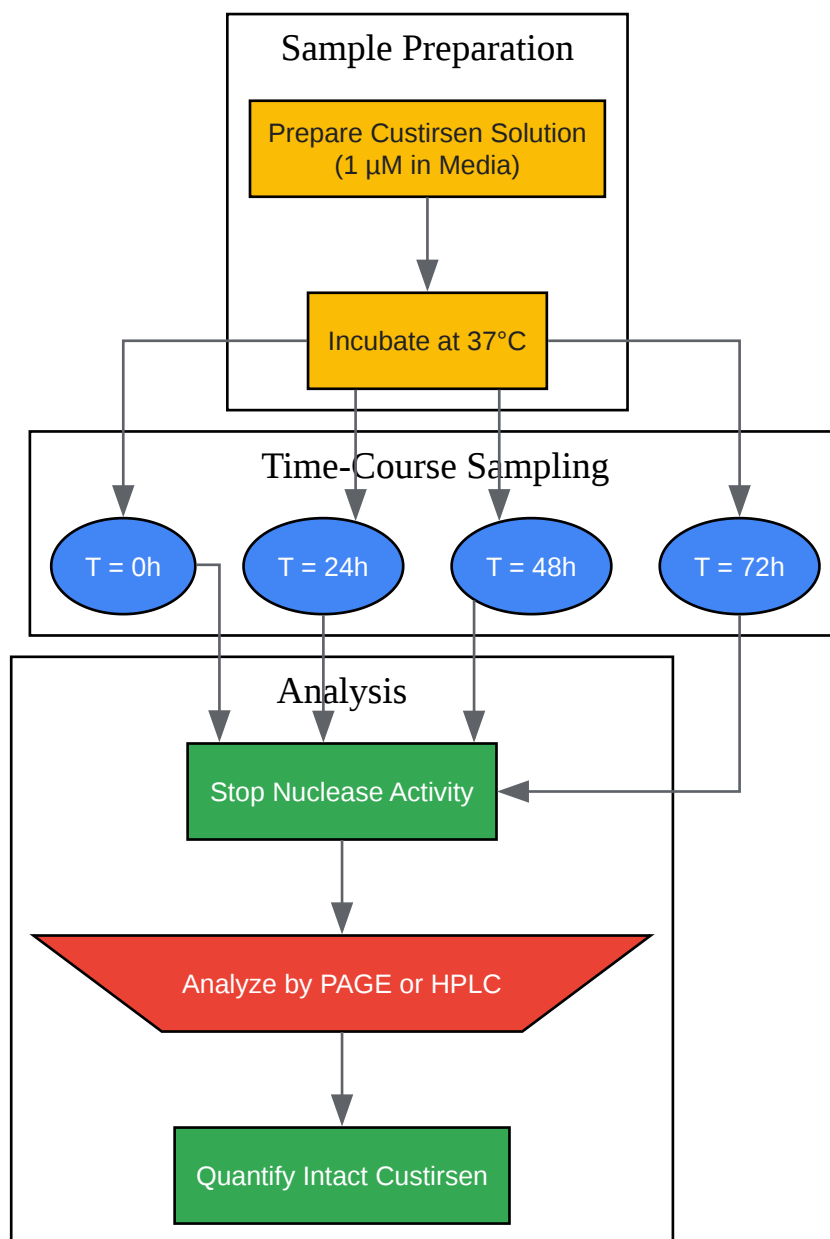 Sample Preparation
Prepare Custirsen Solution
(1 µM in Media)
Incubate at 37°C
Time-Course Sampling
T = 0h
T = 24h
T = 48h
T = 72h
Analysis
Stop Nuclease Activity
Analyze by PAGE or HPLC
Quantify Intact Custirsen